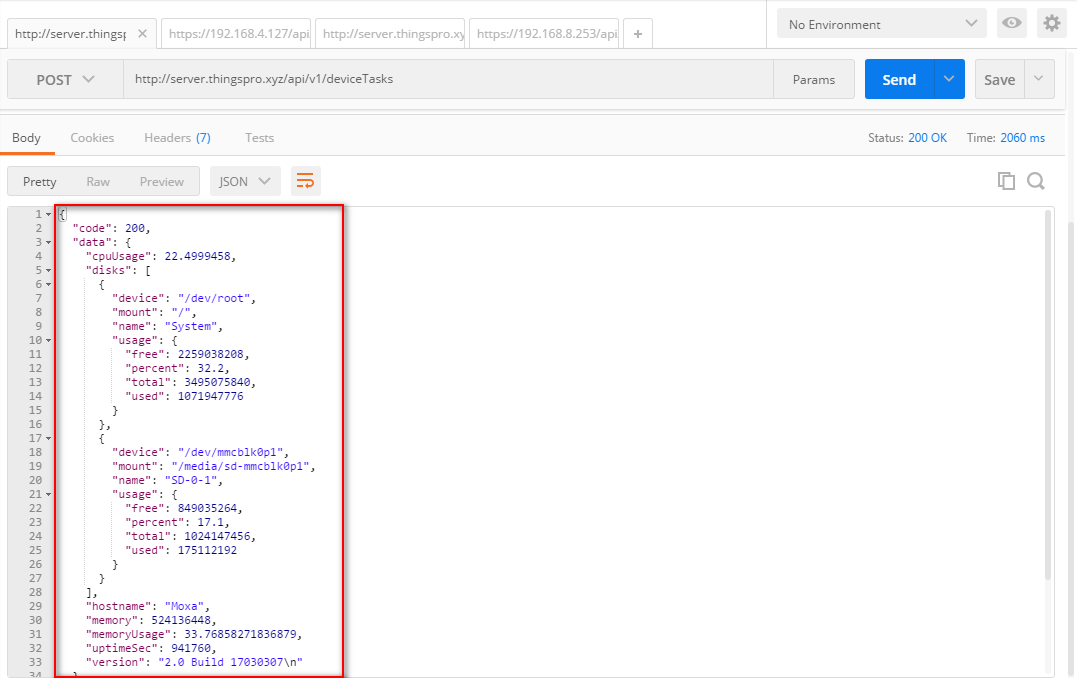 http://server.thingsp
https://192.168.4.127/api
http://server.thingspro.xy
https://192.168.8.253/api
+
No Environment
POST
http://server.thingspro.xyz/api/v1/deviceTasks
Params
Send
Save
Body
Cookies
Headers (7)
Tests
Status: 200 OK
Time: 2060 ms
Pretty
Raw
Preview
JSON
1 {
2 "code": 200,
3 "data": {
4 "cpuUsage": 22.4999458,
5 "disks": [
6 {
7 "device": "/dev/root",
8 "mount": "/",
9 "name": "System",
10 "usage": {
11 "free": 2259038208,
12 "percent": 32.2,
13 "total": 3495075840,
14 "used": 1071947776
15 }
16 },
17 {
18 "device": "/dev/mmcblk0p1",
19 "mount": "/media/sd-mmcblk0p1",
20 "name": "SD-0-1",
21 "usage": {
22 "free": 849035264,
23 "percent": 17.1,
24 "total": 1024147456,
25 "used": 175112192
26 }
27 }
28 ],
29 "hostname": "Moxa",
30 "memory": 524136448,
31 "memoryUsage": 33.76858271836879,
32 "uptimeSec": 941760,
33 "version": "2.0 Build 17030307\n"
34 }